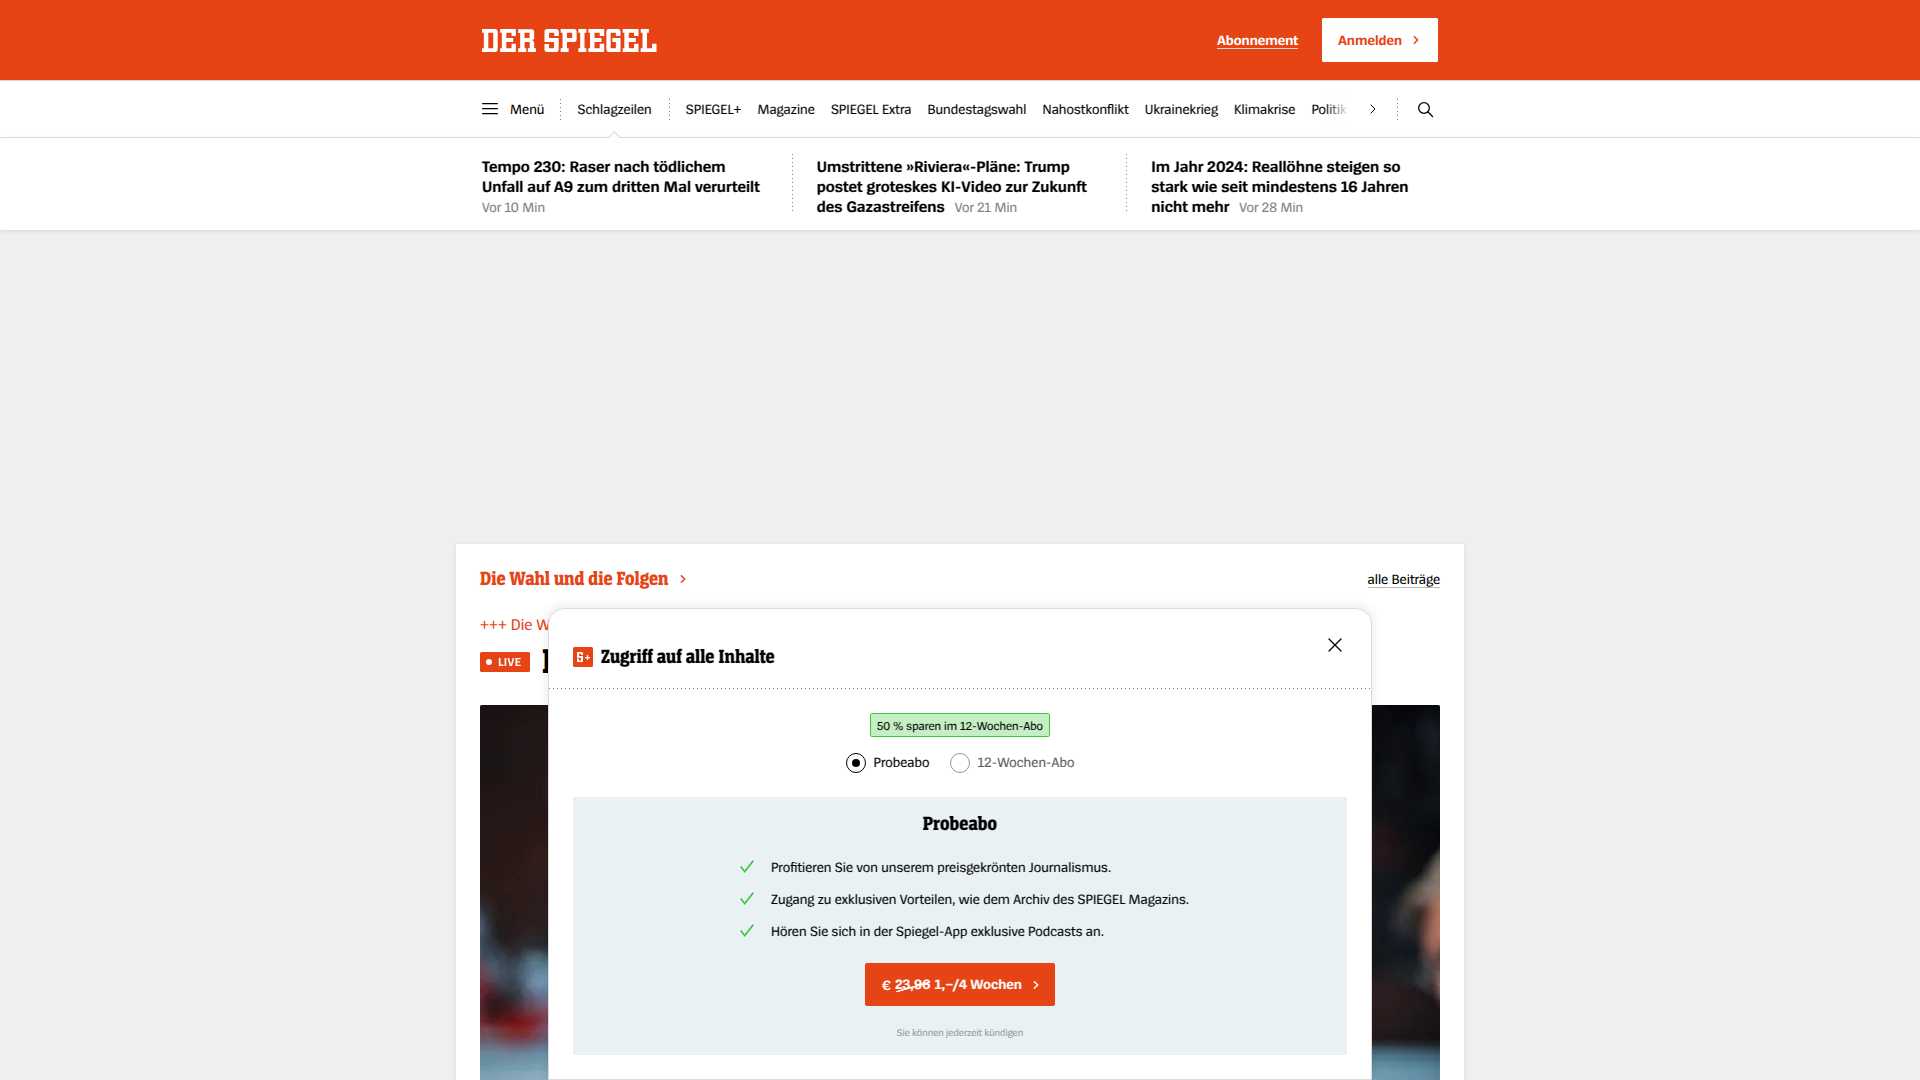 DER SPIEGEL
Abonnement
Anmelden
Menü
Schlagzeilen
SPIEGEL+
Magazine
SPIEGEL Extra
Bundestagswahl
Nahostkonflikt
Ukrainekrieg
Klimakrise
Politik
Tempo 230: Raser nach tödlichem
Unfall auf A9 zum dritten Mal verurteilt
Vor 10 Min
Umstrittene »Riviera«-Pläne: Trump
postet groteskes KI-Video zur Zukunft
des Gazastreifens Vor 21 Min
Im Jahr 2024: Reallöhne steigen so
stark wie seit mindestens 16 Jahren
nicht mehr Vor 28 Min
Die Wahl und die Folgen
alle Beiträge
+++ Die W
LIVE
Zugriff auf alle Inhalte
50 % sparen im 12-Wochen-Abo
Probeabo
12-Wochen-Abo
Probeabo
Profitieren Sie von unserem preisgekrönten Journalismus.
Zugang zu exklusiven Vorteilen, wie dem Archiv des SPIEGEL Magazins.
Hören Sie sich in der Spiegel-App exklusive Podcasts an.
€ 23,96 1,–/4 Wochen
Sie können jederzeit kündigen